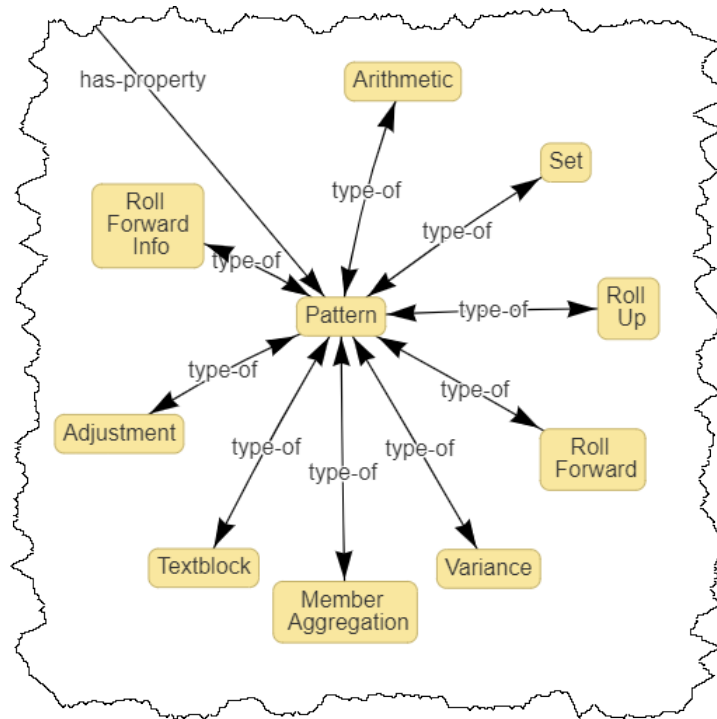 has-property
Arithmetic
Set
type-of
Roll
Forward
Info
type-of
type-of
Pattern
type-of
Roll
Up
type-of
type-of
Adjustment
type-of
type-of
type-of
Roll
Forward
Textblock
Variance
Member
Aggregation